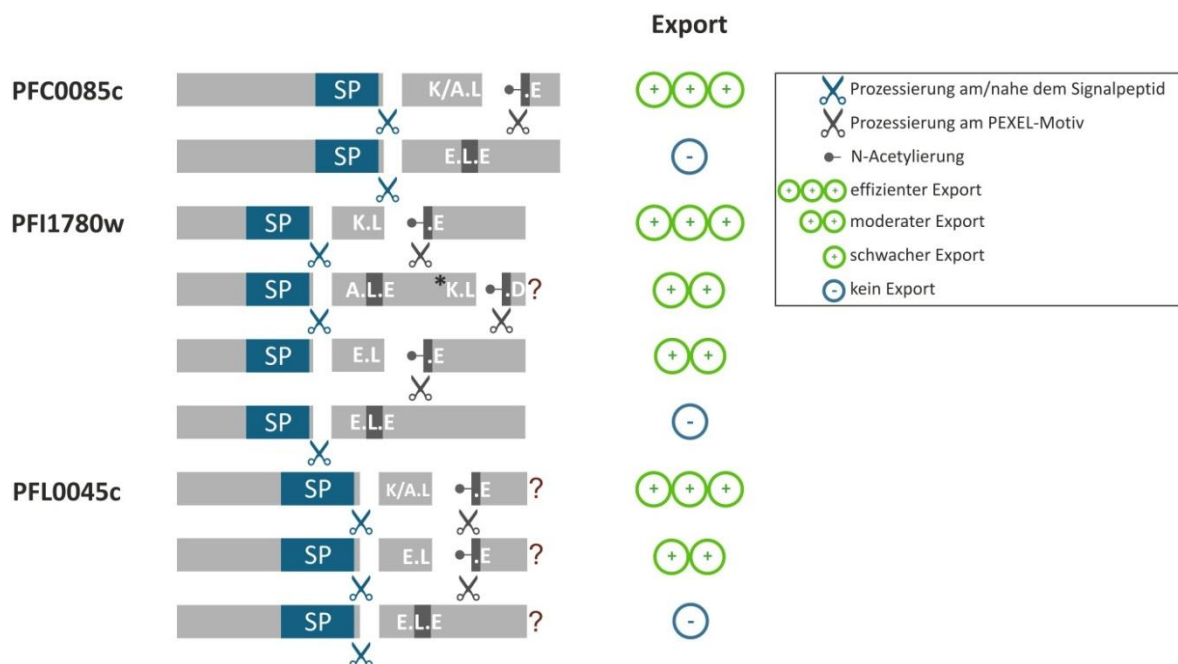 Export
PFC0085c
SP K/A.L .E + + +
SP E.L.E -
PFI1780w
SP K.L .E + + +
SP A.L.E *K.L .D ? + +
SP E.L .E + +
SP E.L.E -
PFL0045c
SP K/A.L .E ? + + +
SP E.L .E ? + +
SP E.L.E ? -
Prozessierung am/nahe dem Signalpeptid
Prozessierung am PEXEL-Motiv
N-Acetylierung
+ + + effizienter Export
+ + moderater Export
+ schwacher Export
- kein Export